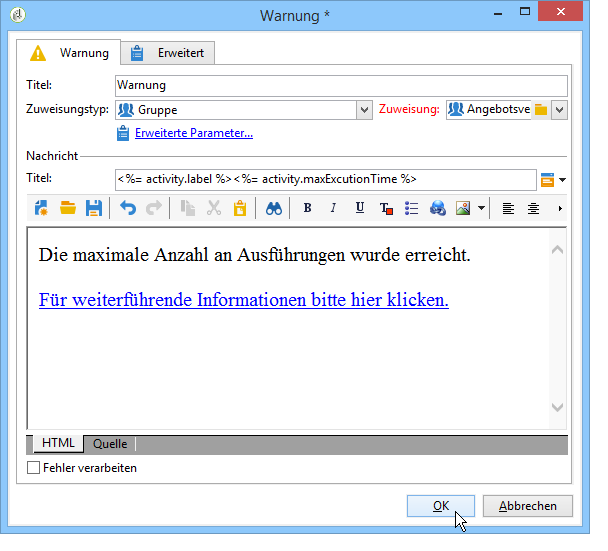 Warnung *
Warnung Erweitert
Titel: Warnung
Zuweisungstyp: Gruppe Zuweisung: Angebotsve
Erweiterte Parameter...
Nachricht
Titel: <%= activity.label %><%= activity.maxExcutionTime %>
B I U T
Die maximale Anzahl an Ausführungen wurde erreicht.
Für weiterführende Informationen bitte hier klicken.
HTML Quelle
Fehler verarbeiten
OK Abbrechen